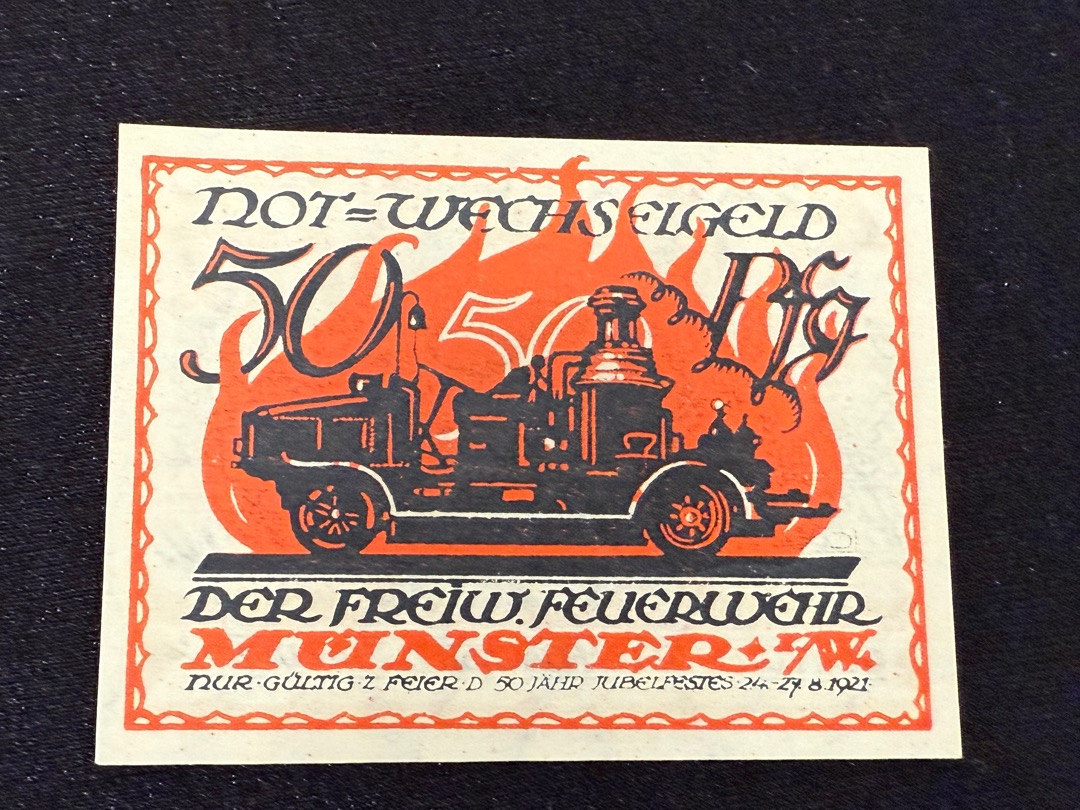 NOT=WECHSELGELD
50 50 Pfg
DER FREIW. FEUERWEHR
MÜNSTER i/W.
NUR·GÜLTIG·Z FEIER·D 50 JÄHR JUBELFESTES·24.-27.8.1921·